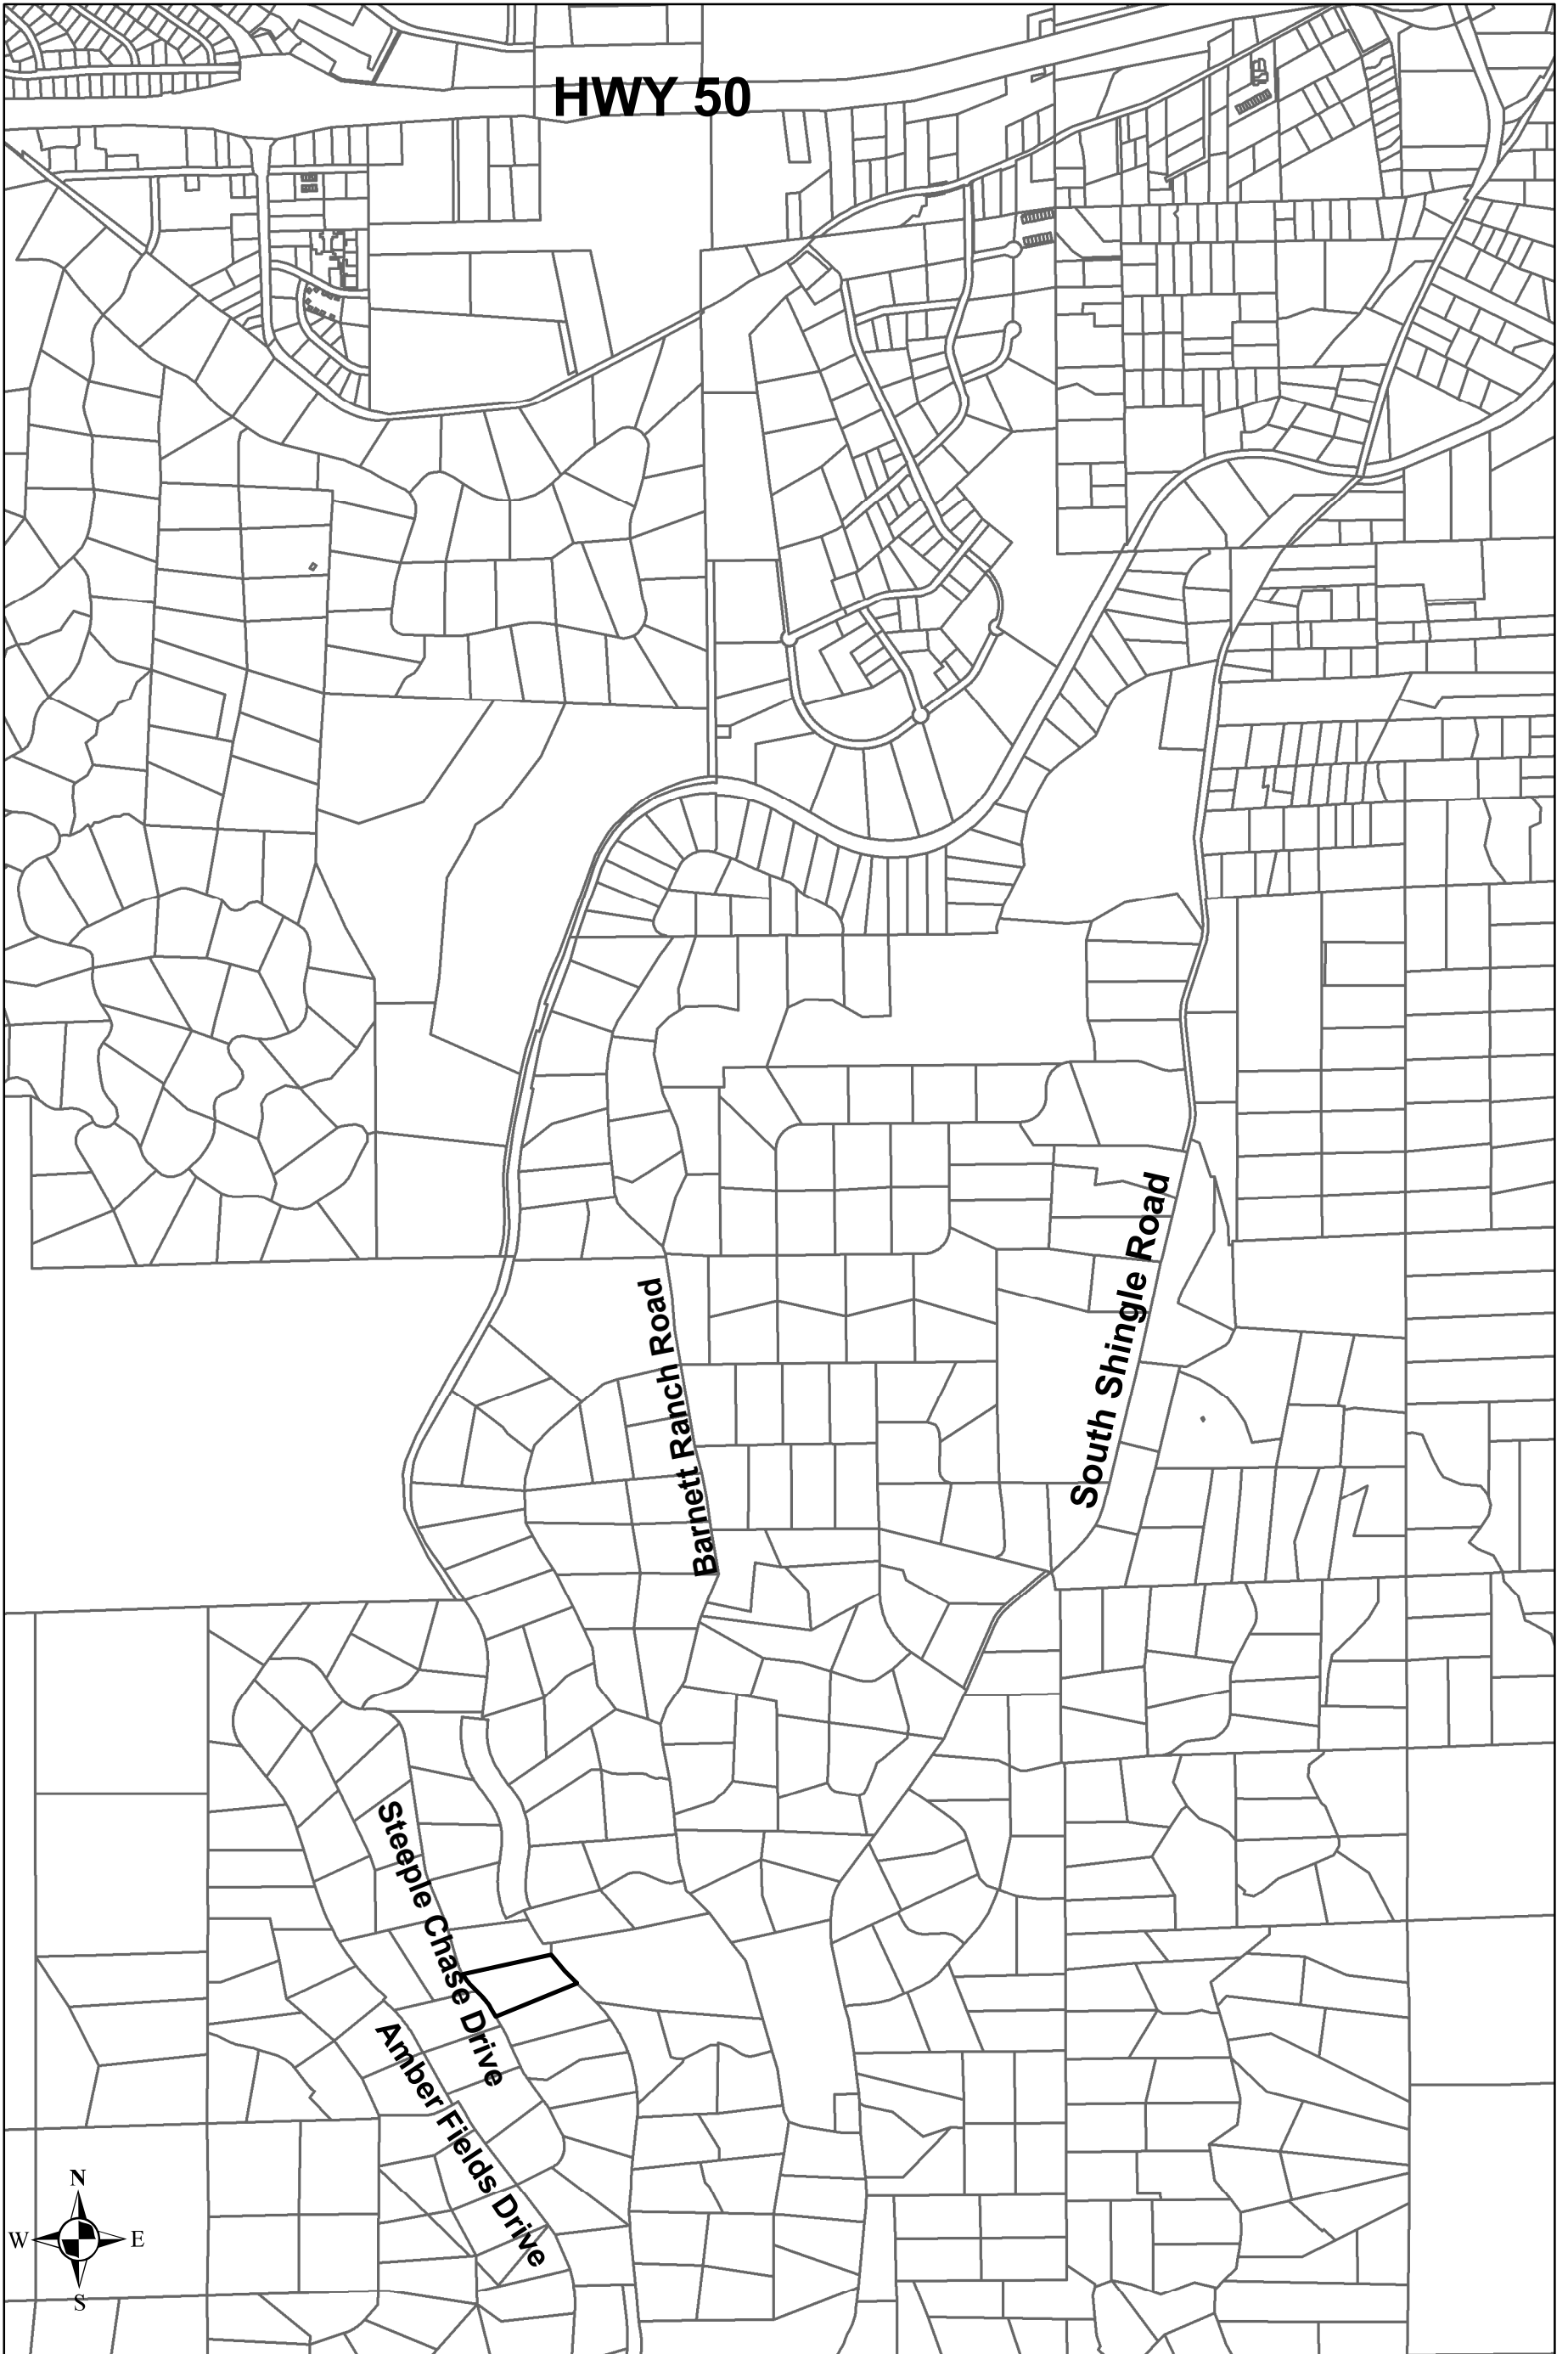 HWY 50
South Shingle Road
Barnett Ranch Road
Steeple Chase Drive
Amber Fields Drive
N
W
E
S